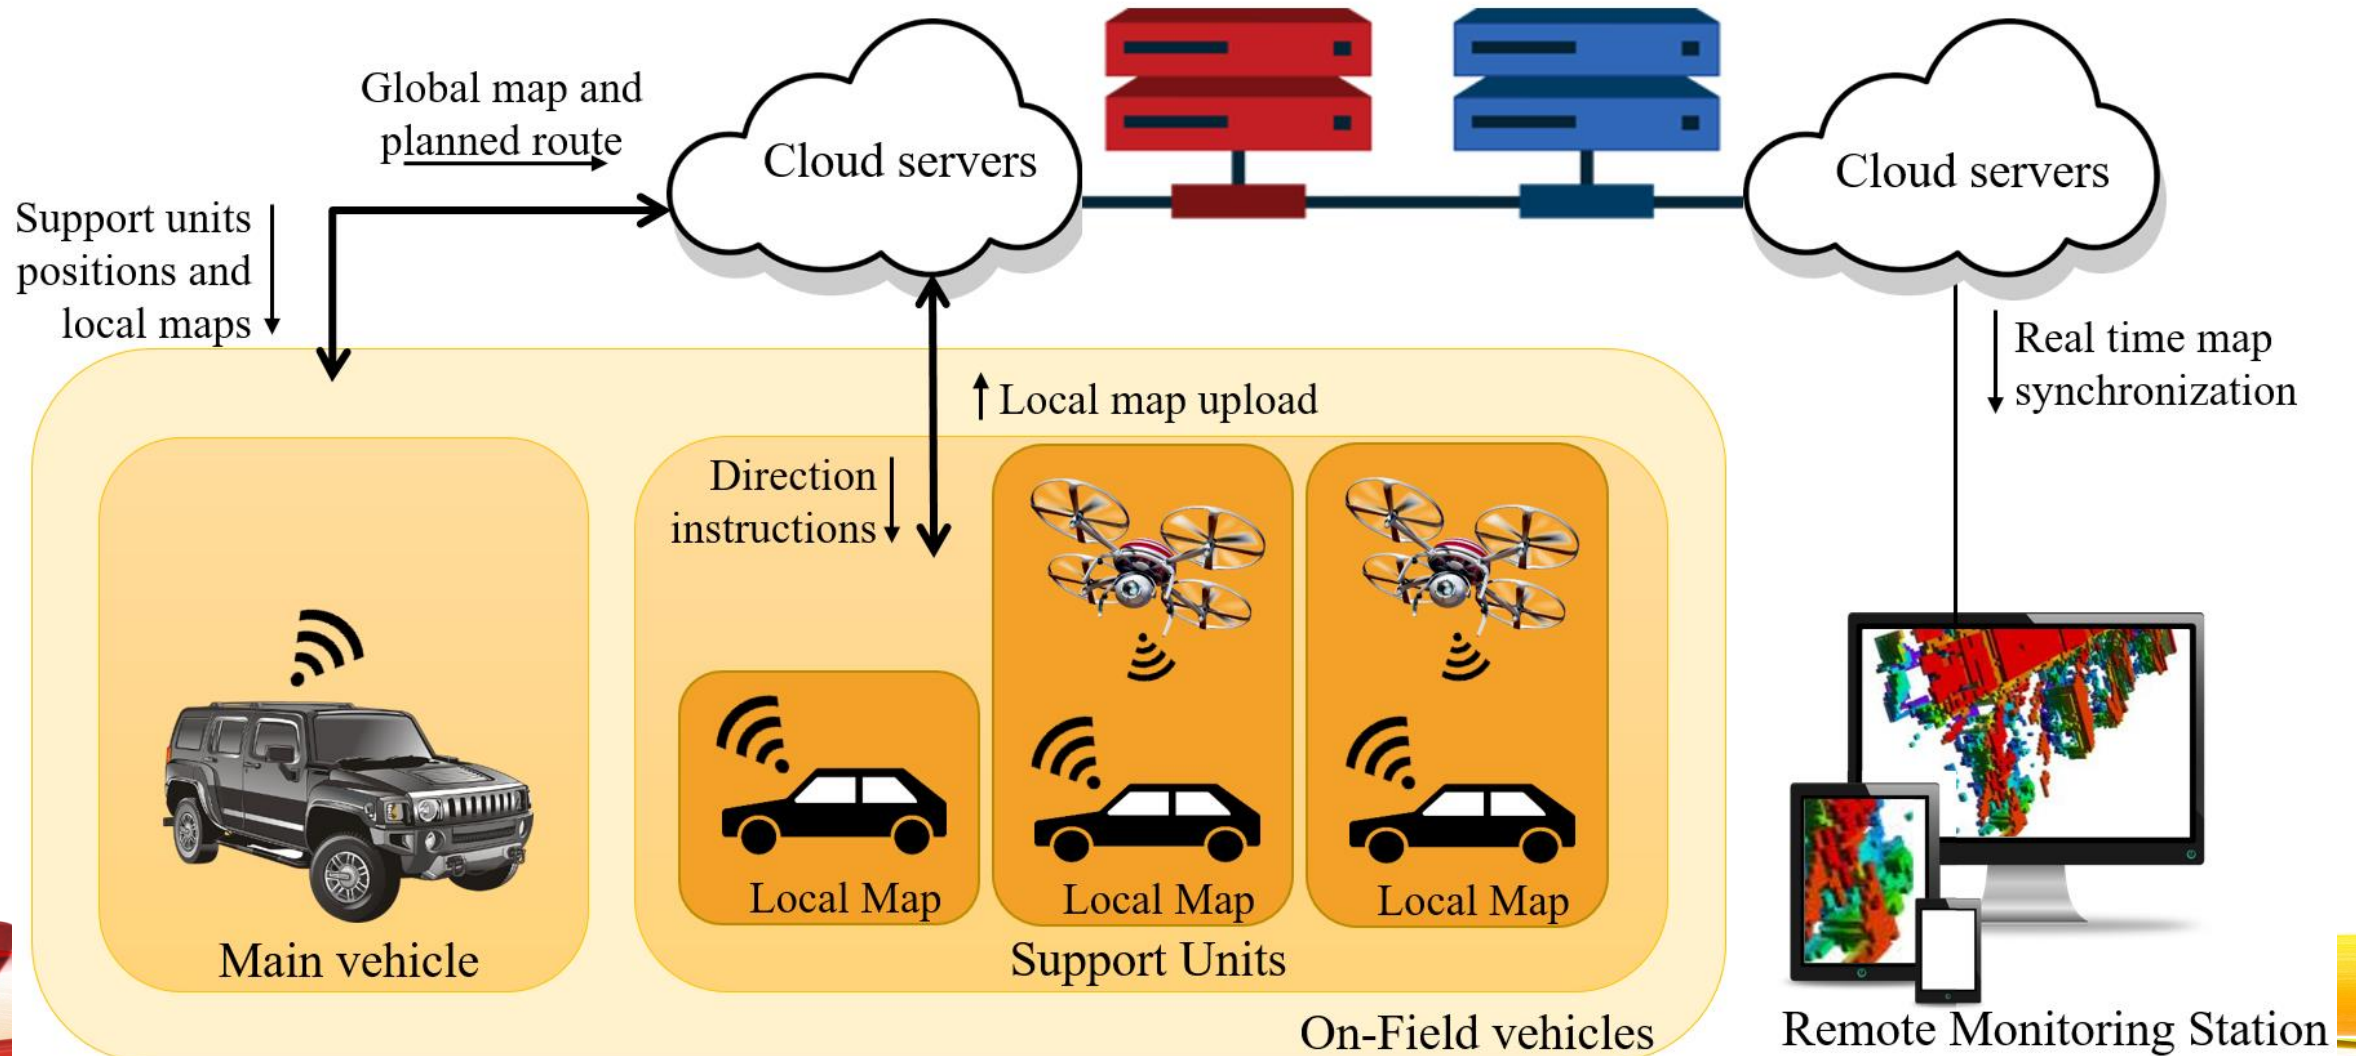 Global map and
planned route
Cloud servers
Cloud servers
Support units
positions and
local maps
Real time map
synchronization
Local map upload
Direction
instructions
Local Map
Local Map
Local Map
Main vehicle
Support Units
On-Field vehicles
Remote Monitoring Station